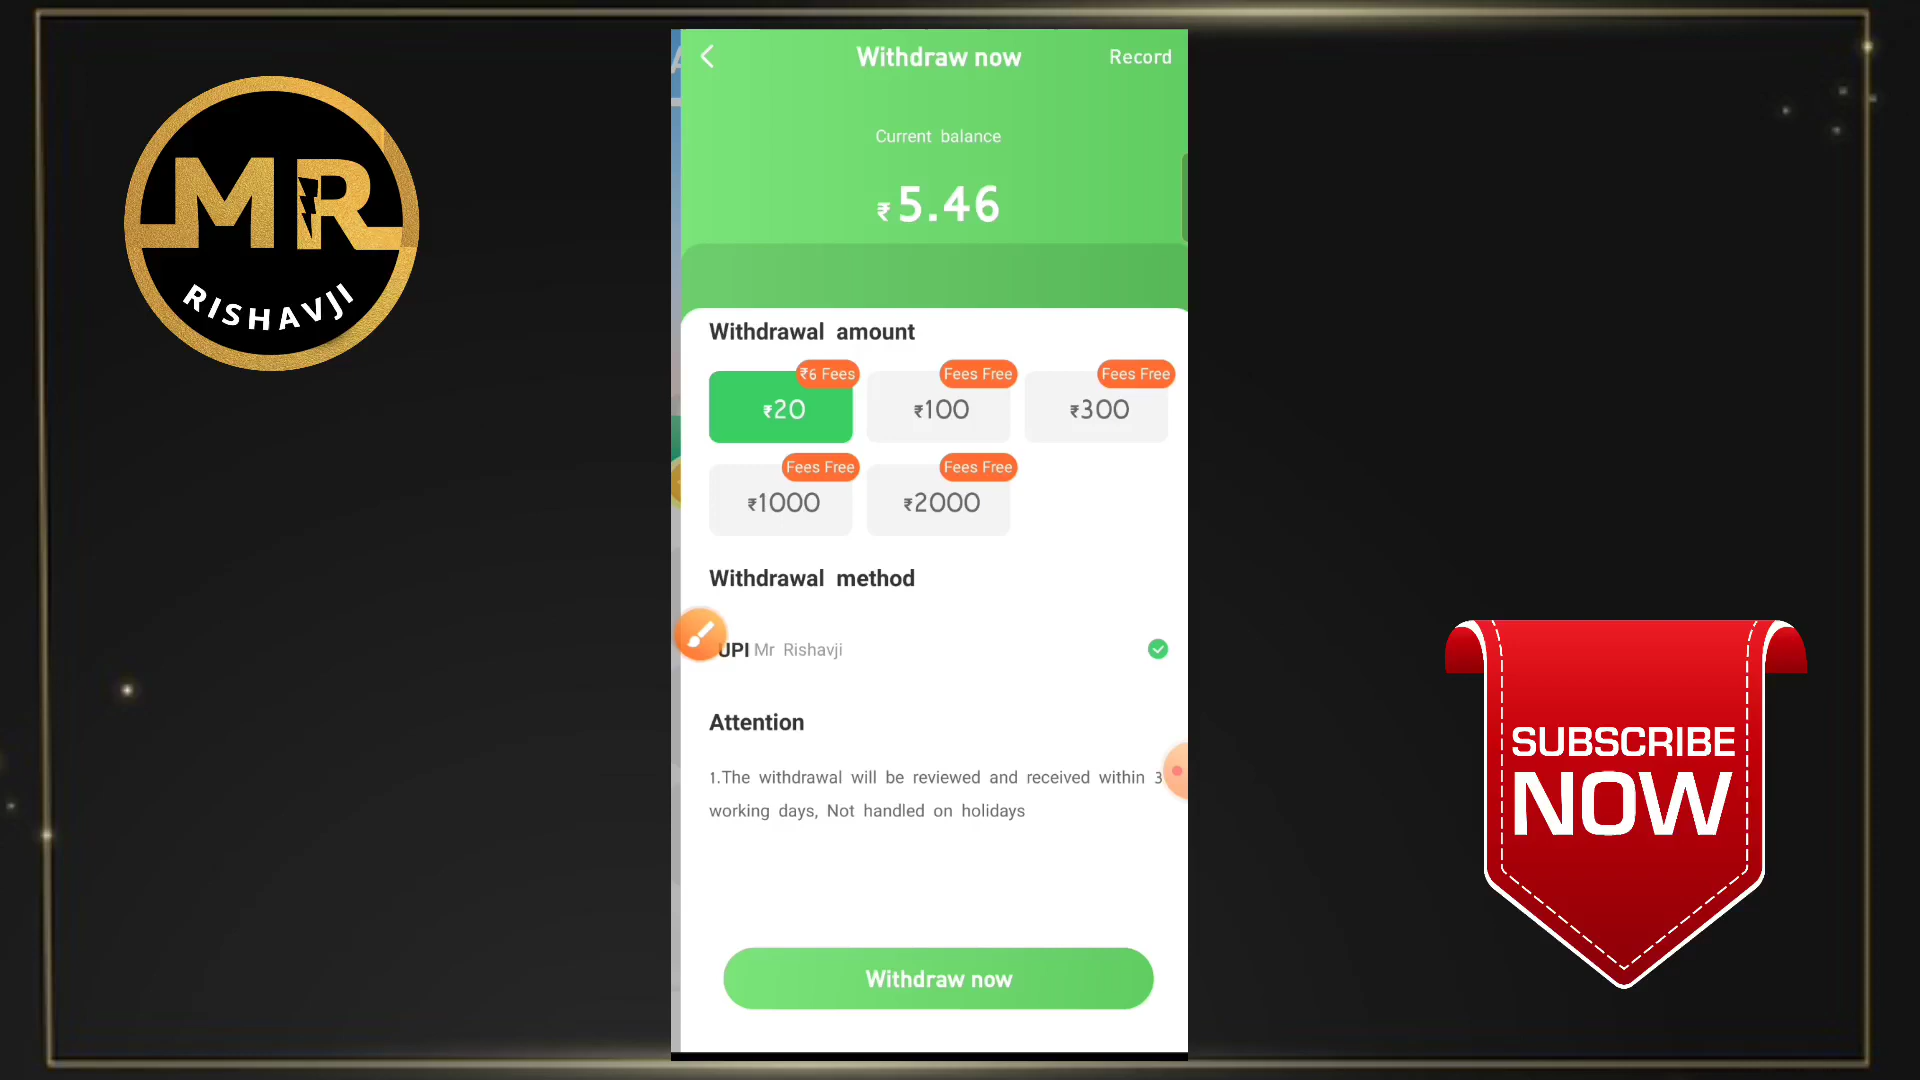 MR
RISHAVJI
Withdraw now
Record
Current balance
₹5.46
Withdrawal amount
₹6 Fees
Fees Free
Fees Free
₹20
₹100
₹300
Fees Free
Fees Free
₹1000
₹2000
Withdrawal method
UPI Mr Rishavji
Attention
1.The withdrawal will be reviewed and received within 3
working days, Not handled on holidays
Withdraw now
SUBSCRIBE
NOW